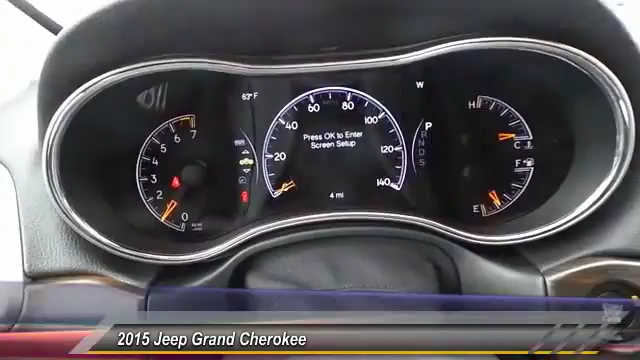 63° F
W
7
6
5
4
3
2
1
0
20
40
60
80
100
120
140
MPH
Press OK to Enter
Screen Setup
4 mi
P
R
N
D
S
H
C
F
E
2015 Jeep Grand Cherokee